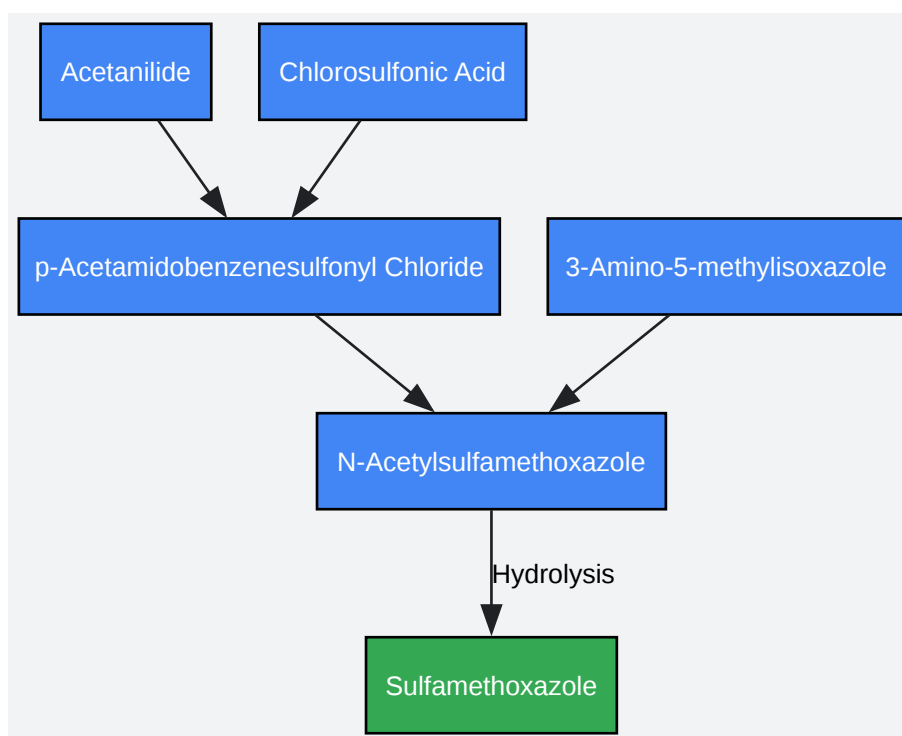 Acetanilide
Chlorosulfonic Acid
p-Acetamidobenzenesulfonyl Chloride
3-Amino-5-methylisoxazole
N-Acetylsulfamethoxazole
Hydrolysis
Sulfamethoxazole